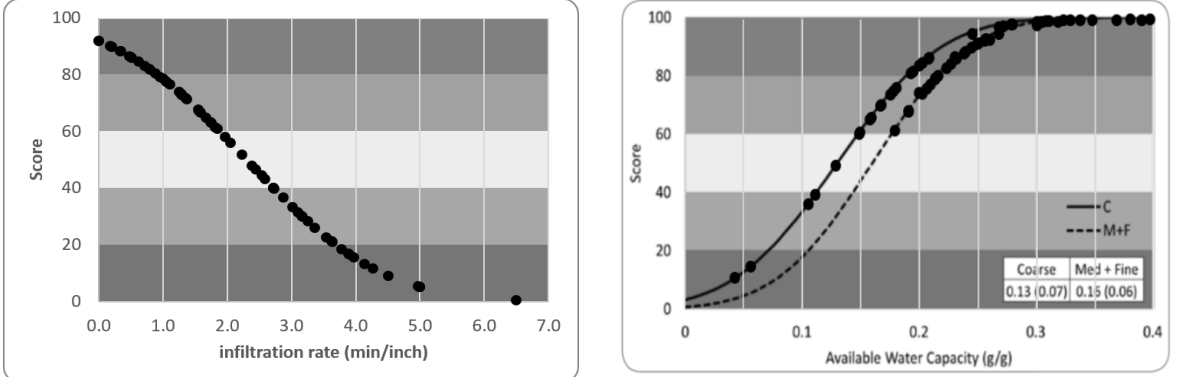 100
80
60
40
20
0
Score
0.0 1.0 2.0 3.0 4.0 5.0 6.0 7.0
infiltration rate (min/inch)
100
80
60
40
20
0
Score
C
M+F
Coarse Med + Fine
0.13 (0.07) 0.15 (0.06)
0 0.1 0.2 0.3 0.4
Available Water Capacity (g/g)